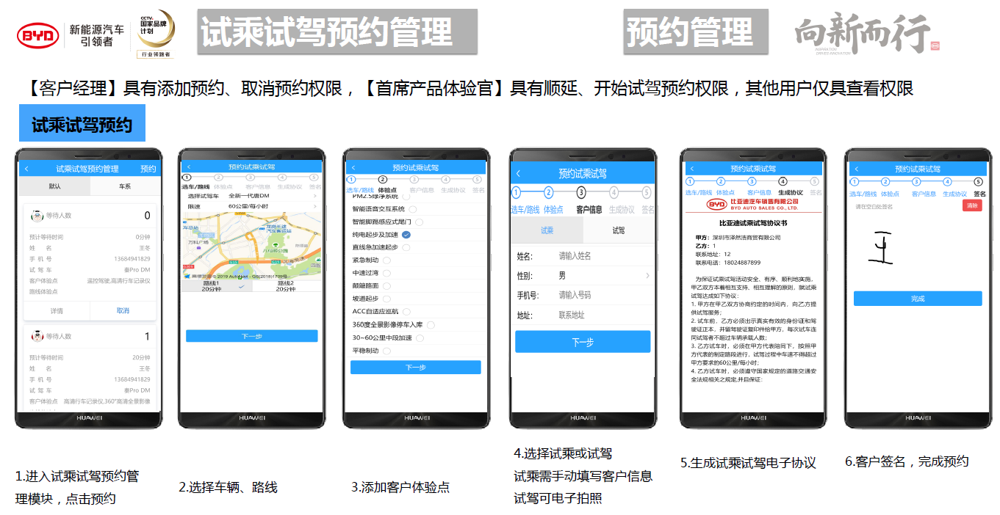 BYD
新能源汽车
引领者
CCTV.
国家品牌
计划
行业领跑者
试乘试驾预约管理
预约管理
向新而行
INSPIRATION
DRIVES INNOVATION
【客户经理】具有添加预约、取消预约权限，【首席产品体验官】具有顺延、开始试驾预约权限，其他用户仅具查看权限
试乘试驾预约
试乘试驾预约管理 预约
默认 车系
等待人数 0
预计等待时间 0分钟
姓 名 王冬
手 机 号 13684941829
试 驾 车 秦Pro DM
客户体验点 遥控驾驶,高清行车记录仪
路线体验点
详情 取消
等待人数 1
预计等待时间 20分钟
姓 名 王冬
手 机 号 13684941829
试 驾 车 秦Pro DM
客户体验点 高清行车记录仪,360°高清全景影像
HUAWEI
1.进入试乘试驾预约管
理模块，点击预约
预约试乘试驾
1 2 3 4 5
选车/路线 体验点 客户信息 生成协议 签名
选择试驾车 全新一代唐DM
限速 60公里/每小时
龙岗长途
汽车客运站
万科广场
八仙岭公园
高德地图 © 2019 AutoNavi - GS(2018)1709号
路线1 路线2
20分钟 20分钟
下一步
HUAWEI
2.选择车辆、路线
预约试乘试驾
1 2 3 4 5
选车/路线 体验点 客户信息 生成协议 签名
PM2.5绿净系统
智能语音交互系统
智能脚踢感应式尾门
纯电起步及加速
直线急加速起步
紧急制动
中速过湾
颠簸路面
坡道起步
ACC自适应巡航
360度全景影像停车入库
30~60公里中段加速
平稳制动
下一步
HUAWEI
3.添加客户体验点
预约试乘试驾
1 2 3 4 5
选车/路线 体验点 客户信息 生成协议 签名
试乘 试驾
姓名: 请输入姓名
性别: 男
手机号: 请输入号码
地址: 联系地址
下一步
HUAWEI
4.选择试乘或试驾
试乘需手动填写客户信息
试驾可电子拍照
预约试乘试驾
1 2 3 4 5
选车/路线 体验点 客户信息 生成协议 签名
BYD 比亚迪汽车销售有限公司
BYD AUTO SALES CO., LTD.
比亚迪试乘试驾协议书
甲方：深圳市泽然浩商贸有限公司
乙方：1
联系地址：12
联系电话：18024887899
为保证试乘试驾活动安全、有序、顺利地实施，
甲乙双方本着相互支持，相互理解的原则，就试乘
试驾达成如下协议：
1. 甲方在甲乙双方协商约定的时间内，向乙方提
供试驾服务；
2. 试车前，乙方必须出示真实有效的身份证和驾
驶证正本，并留驾驶证复印件给甲方，每次试车连
同试驾者不超过车辆承载人数；
3. 乙方试车时，必须在甲方代表陪同下，按照甲
方代表的制定路段进行，试驾过程中车速不得超过
甲方要求的60公里/每小时；
4. 乙方试车时，必须遵守国家规定的道路交通安
全法规相关之规定,并且保证：
HUAWEI
5.生成试乘试驾电子协议
预约试乘试驾
1 2 3 4 5
选车/路线 体验点 客户信息 生成协议 签名
请在空白处签名 清除
王
完成
HUAWEI
6.客户签名，完成预约